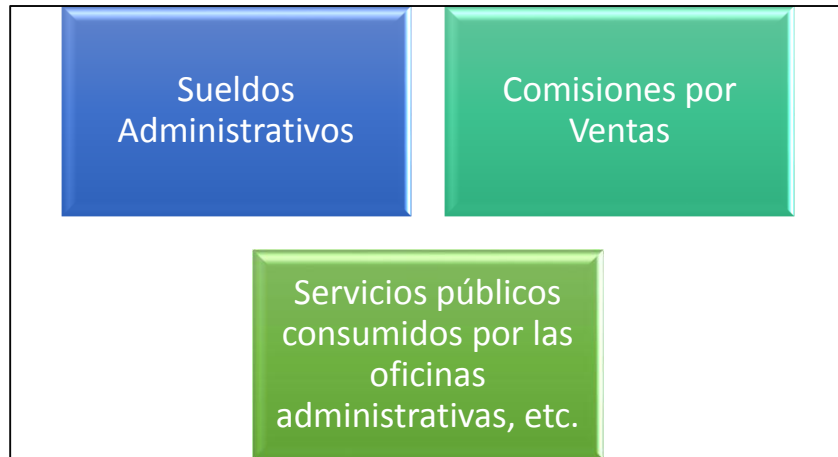 Sueldos
Administrativos
Comisiones por
Ventas
Servicios públicos
consumidos por las
oficinas
administrativas, etc.